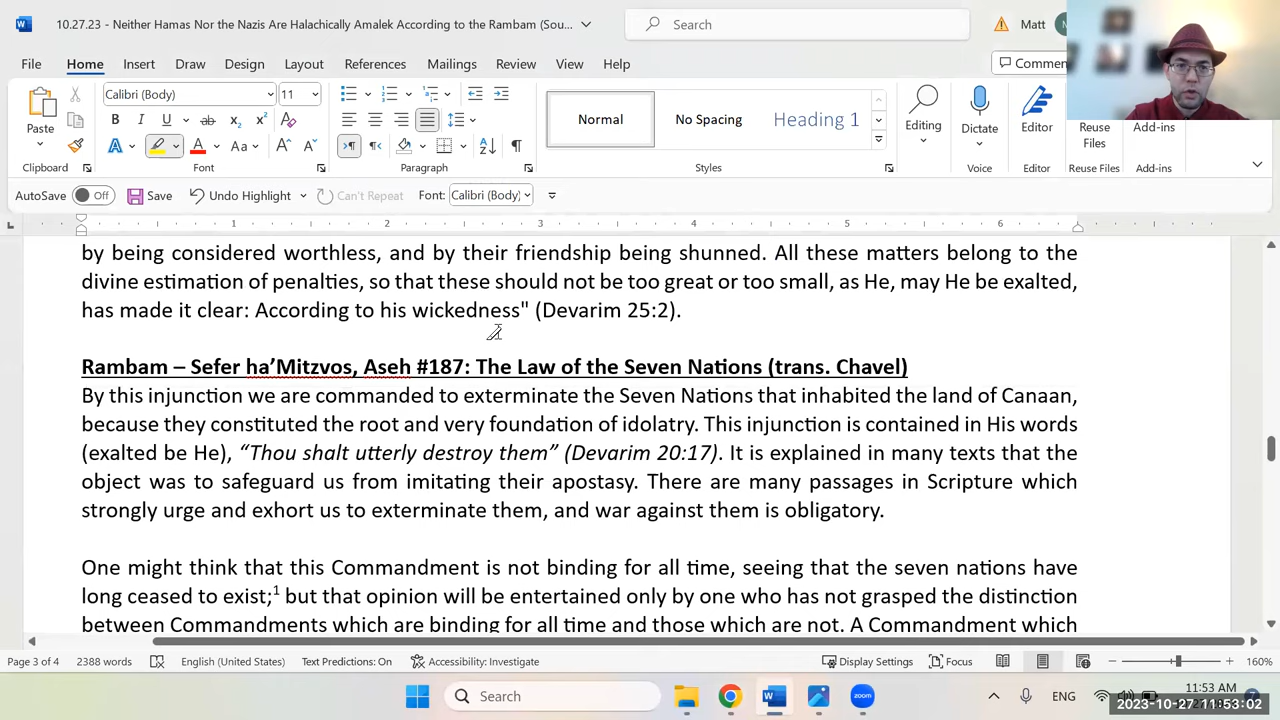 10.27.23 - Neither Hamas Nor the Nazis Are Halachically Amalek According to the Rambam (Sou...
Search
Matt
File Home Insert Draw Design Layout References Mailings Review View Help
Calibri (Body) 11
Paste
Normal No Spacing Heading 1
Editing Dictate Editor Reuse Files Add-ins
Clipboard Font Paragraph Styles Voice Editor Reuse Files Add-ins
AutoSave Off Save Undo Highlight Can't Repeat Font: Calibri (Body)
1 2 3 4 5 6
by being considered worthless, and by their friendship being shunned. All these matters belong to the
divine estimation of penalties, so that these should not be too great or too small, as He, may He be exalted,
has made it clear: According to his wickedness" (Devarim 25:2).
Rambam – Sefer ha’Mitzvos, Aseh #187: The Law of the Seven Nations (trans. Chavel)
By this injunction we are commanded to exterminate the Seven Nations that inhabited the land of Canaan,
because they constituted the root and very foundation of idolatry. This injunction is contained in His words
(exalted be He), “Thou shalt utterly destroy them” (Devarim 20:17). It is explained in many texts that the
object was to safeguard us from imitating their apostasy. There are many passages in Scripture which
strongly urge and exhort us to exterminate them, and war against them is obligatory.
One might think that this Commandment is not binding for all time, seeing that the seven nations have
long ceased to exist;1 but that opinion will be entertained only by one who has not grasped the distinction
between Commandments which are binding for all time and those which are not. A Commandment which
Page 3 of 4 2388 words English (United States) Text Predictions: On Accessibility: Investigate Display Settings Focus 160%
Search ENG 11:53 AM
2023-10-27 11:53:02